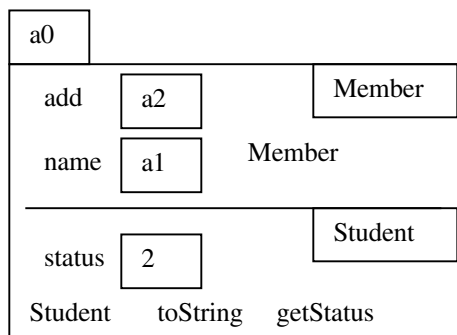 a0
add a2 Member
name a1 Member
Student
status 2
Student toString getStatus